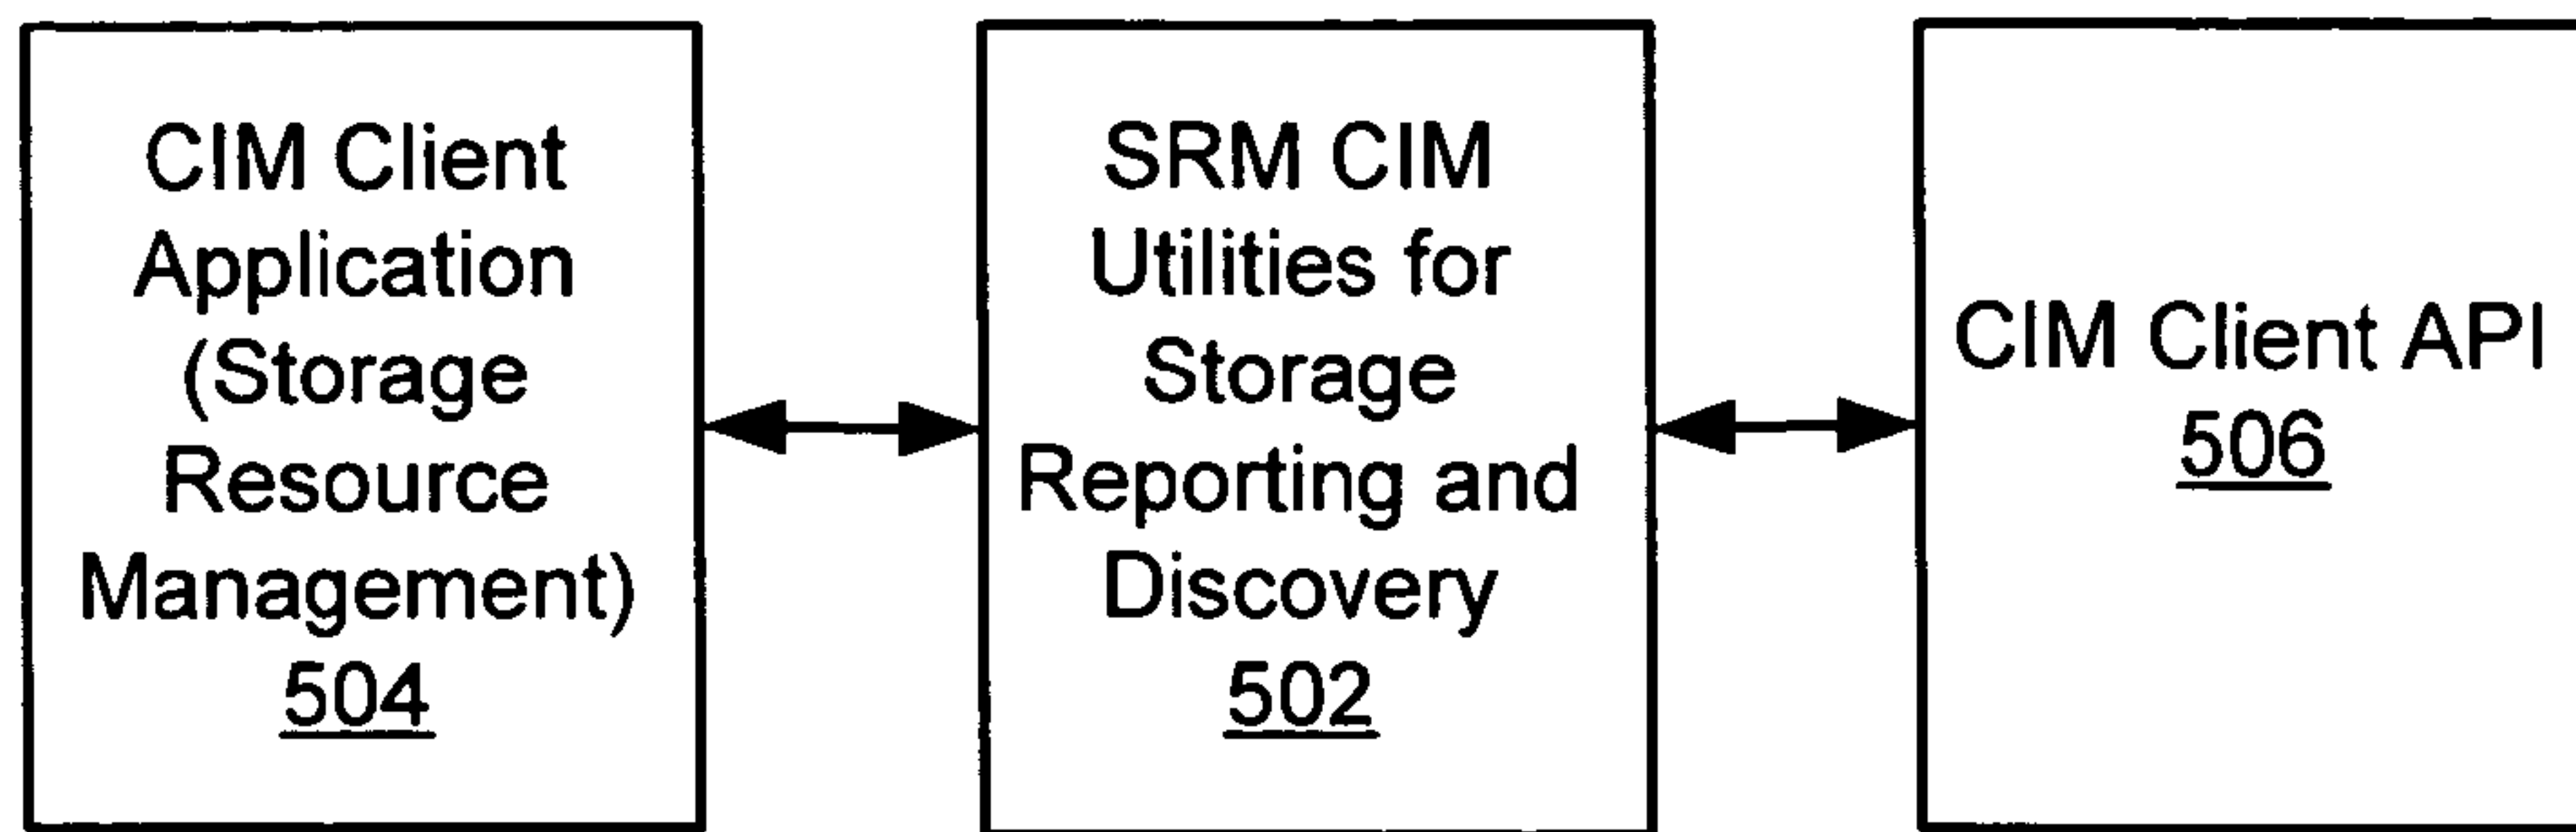 CIM Client
Application
(Storage
Resource
Management)
504
SRM CIM
Utilities for
Storage
Reporting and
Discovery
502
CIM Client API
506